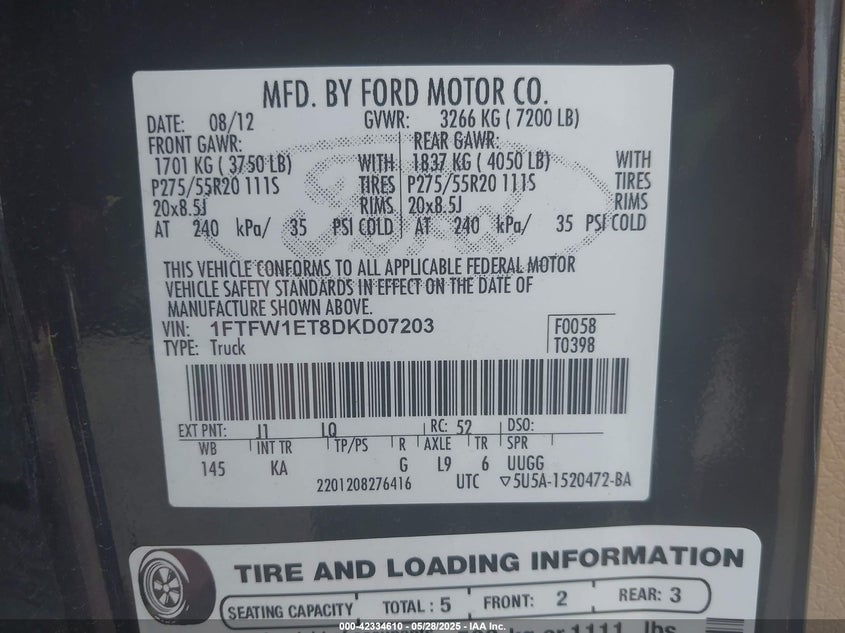 MFD. BY FORD MOTOR CO.
DATE: 08/12 GVWR: 3266 KG ( 7200 LB)
FRONT GAWR: REAR GAWR:
1701 KG ( 3750 LB) WITH 1837 KG ( 4050 LB) WITH
P275/55R20 111S TIRES P275/55R20 111S TIRES
20x8.5J RIMS 20x8.5J RIMS
AT 240 kPa/ 35 PSI COLD AT 240 kPa/ 35 PSI COLD
Ford
THIS VEHICLE CONFORMS TO ALL APPLICABLE FEDERAL MOTOR
VEHICLE SAFETY STANDARDS IN EFFECT ON THE DATE OF
MANUFACTURE SHOWN ABOVE.
VIN: 1FTFW1ET8DKD07203 F0058
TYPE: Truck T0398
EXT PNT: J1 LQ RC: 52 DSO:
WB INT TR TP/PS R AXLE TR SPR
145 KA G L9 6 UUGG
2201208276416 UTC ▽5U5A-1520472-BA
TIRE AND LOADING INFORMATION
SEATING CAPACITY TOTAL : 5 FRONT: 2 REAR: 3
kg or 1111 lbs
000-42334610 - 05/28/2025 - IAA Inc.